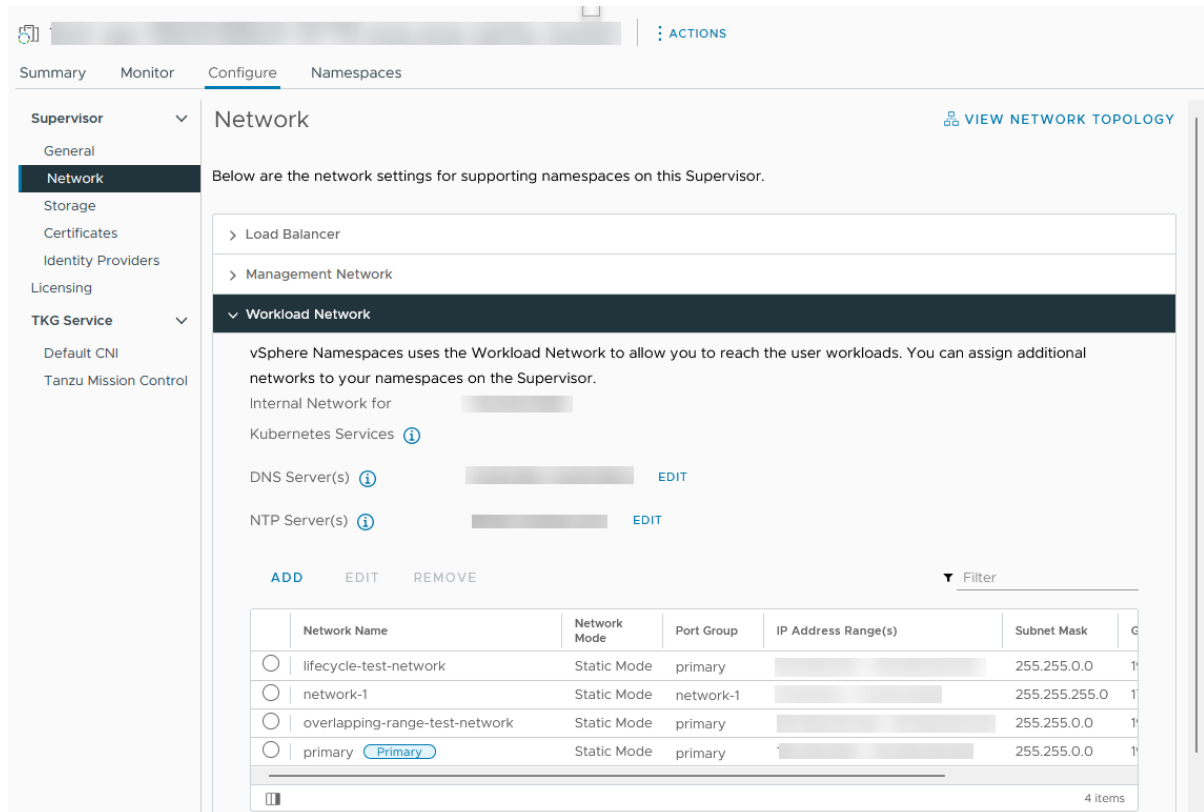 ACTIONS
Summary Monitor Configure Namespaces
Supervisor
General
Network
Storage
Certificates
Identity Providers
Licensing
TKG Service
Default CNI
Tanzu Mission Control
Network
VIEW NETWORK TOPOLOGY
Below are the network settings for supporting namespaces on this Supervisor.
Load Balancer
Management Network
Workload Network
vSphere Namespaces uses the Workload Network to allow you to reach the user workloads. You can assign additional
networks to your namespaces on the Supervisor.
Internal Network for
Kubernetes Services
DNS Server(s) EDIT
NTP Server(s) EDIT
ADD EDIT REMOVE Filter
Network Name Network Mode Port Group IP Address Range(s) Subnet Mask
lifecycle-test-network Static Mode primary 255.255.0.0
network-1 Static Mode network-1 255.255.255.0
overlapping-range-test-network Static Mode primary 255.255.0.0
primary Primary Static Mode primary 255.255.0.0
4 items